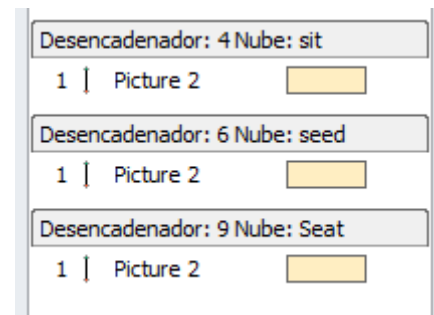 Desencadenador: 4 Nube: sit
1 Picture 2
Desencadenador: 6 Nube: seed
1 Picture 2
Desencadenador: 9 Nube: Seat
1 Picture 2